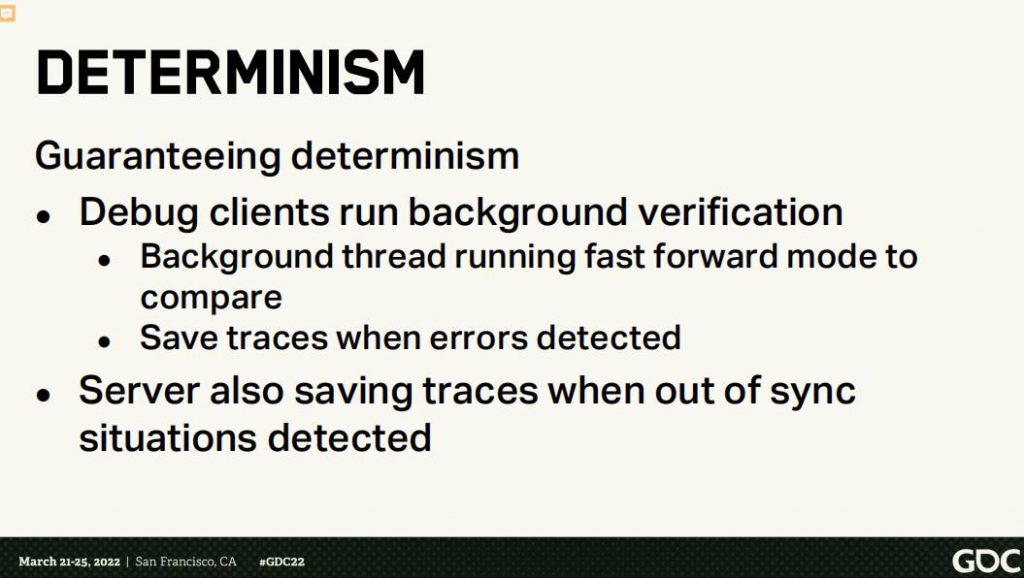 DETERMINISM
Guaranteeing determinism
● Debug clients run background verification
● Background thread running fast forward mode to
compare
● Save traces when errors detected
● Server also saving traces when out of sync
situations detected
March 21-25, 2022 | San Francisco, CA #GDC22
GDC